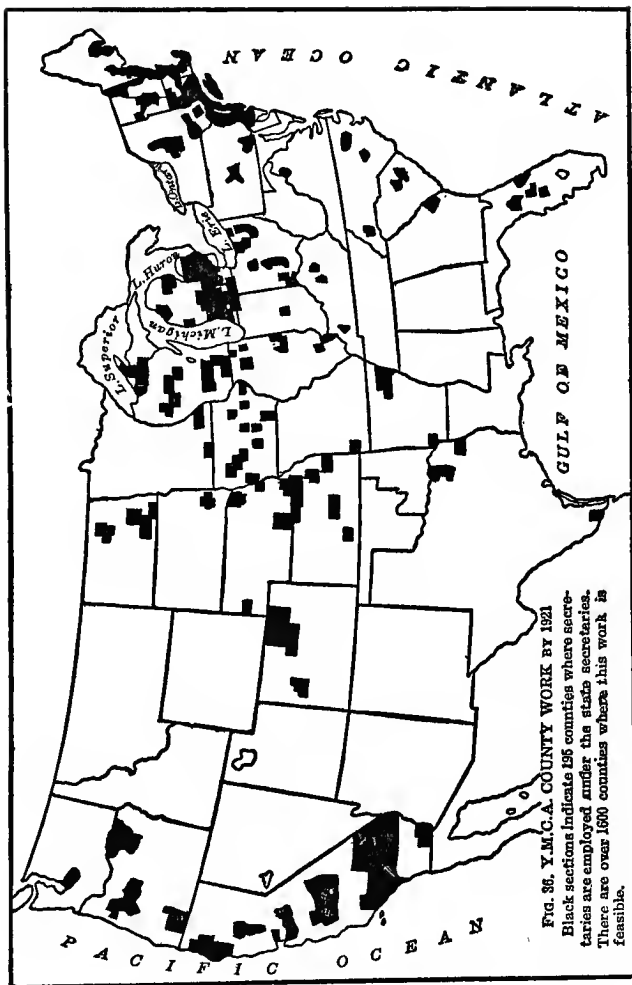 PACIFIC OCEAN
L. Superior
L. Michigan
L. Huron
L. Erie
L. Ontario
ATLANTIC OCEAN
GULF OF MEXICO
FIG. 36. Y.M.C.A. COUNTY WORK BY 1921
Black sections indicate 195 counties where secre-
taries are employed under the state secretaries.
There are over 1600 counties where this work is
feasible.